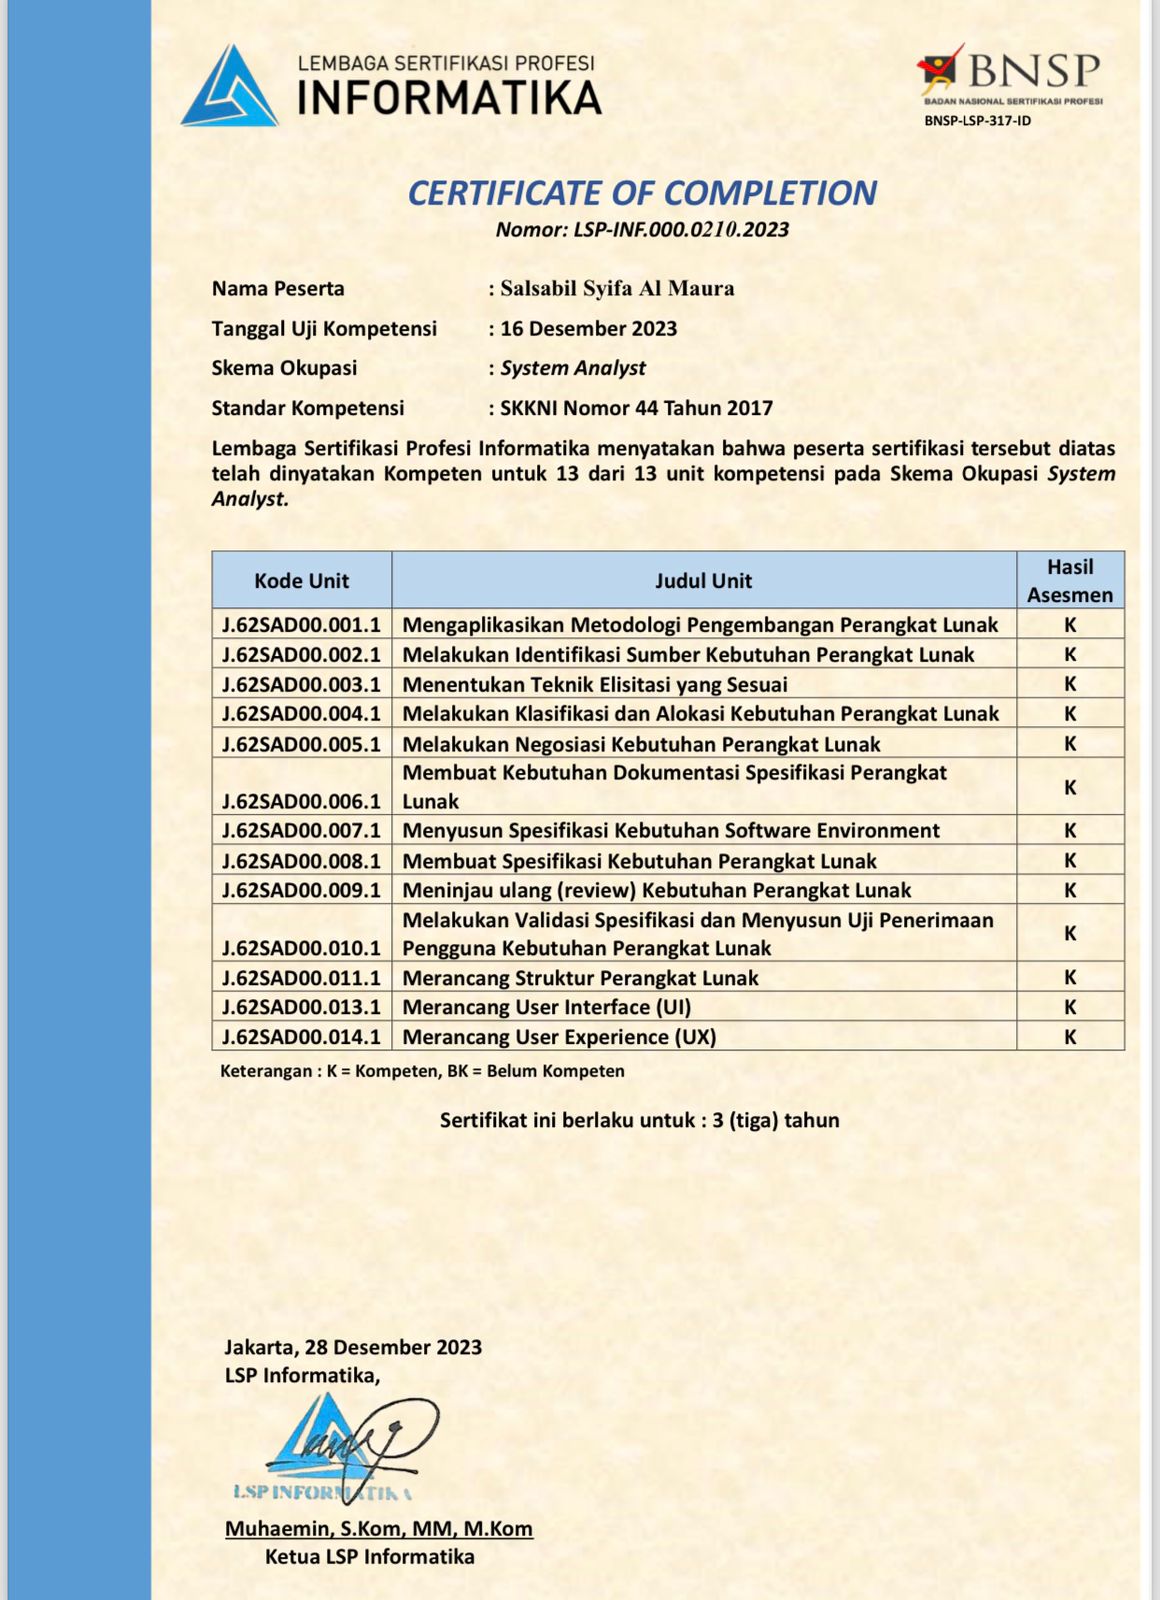 LEMBAGA SERTIFIKASI PROFESI
INFORMATIKA
BNSP
BADAN NASIONAL SERTIFIKASI PROFESI
BNSP-LSP-317-ID
CERTIFICATE OF COMPLETION
Nomor: LSP-INF.000.0210.2023
Nama Peserta : Salsabil Syifa Al Maura
Tanggal Uji Kompetensi : 16 Desember 2023
Skema Okupasi : System Analyst
Standar Kompetensi : SKKNI Nomor 44 Tahun 2017
Lembaga Sertifikasi Profesi Informatika menyatakan bahwa peserta sertifikasi tersebut diatas
telah dinyatakan Kompeten untuk 13 dari 13 unit kompetensi pada Skema Okupasi System
Analyst.
Kode Unit Judul Unit Hasil Asesmen
J.62SAD00.001.1 Mengaplikasikan Metodologi Pengembangan Perangkat Lunak K
J.62SAD00.002.1 Melakukan Identifikasi Sumber Kebutuhan Perangkat Lunak K
J.62SAD00.003.1 Menentukan Teknik Elisitasi yang Sesuai K
J.62SAD00.004.1 Melakukan Klasifikasi dan Alokasi Kebutuhan Perangkat Lunak K
J.62SAD00.005.1 Melakukan Negosiasi Kebutuhan Perangkat Lunak K
J.62SAD00.006.1 Membuat Kebutuhan Dokumentasi Spesifikasi Perangkat
Lunak K
J.62SAD00.007.1 Menyusun Spesifikasi Kebutuhan Software Environment K
J.62SAD00.008.1 Membuat Spesifikasi Kebutuhan Perangkat Lunak K
J.62SAD00.009.1 Meninjau ulang (review) Kebutuhan Perangkat Lunak K
J.62SAD00.010.1 Melakukan Validasi Spesifikasi dan Menyusun Uji Penerimaan
Pengguna Kebutuhan Perangkat Lunak K
J.62SAD00.011.1 Merancang Struktur Perangkat Lunak K
J.62SAD00.013.1 Merancang User Interface (UI) K
J.62SAD00.014.1 Merancang User Experience (UX) K
Keterangan : K = Kompeten, BK = Belum Kompeten
Sertifikat ini berlaku untuk : 3 (tiga) tahun
Jakarta, 28 Desember 2023
LSP Informatika,
LSP INFORMATIKA
Muhaemin, S.Kom, MM, M.Kom
Ketua LSP Informatika